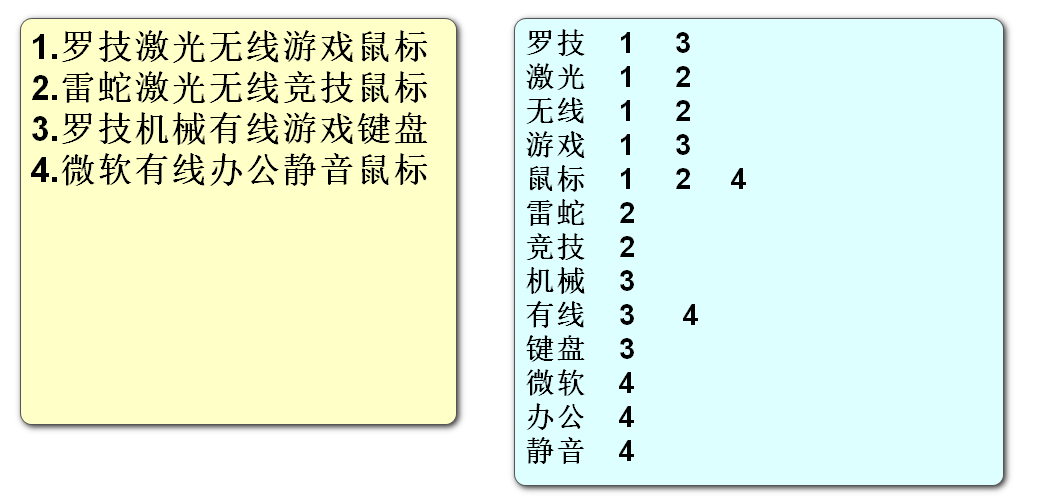 1.罗技激光无线游戏鼠标
2.雷蛇激光无线竞技鼠标
3.罗技机械有线游戏键盘
4.微软有线办公静音鼠标
罗技 1 3
激光 1 2
无线 1 2
游戏 1 3
鼠标 1 2 4
雷蛇 2
竞技 2
机械 3
有线 3 4
键盘 3
微软 4
办公 4
静音 4